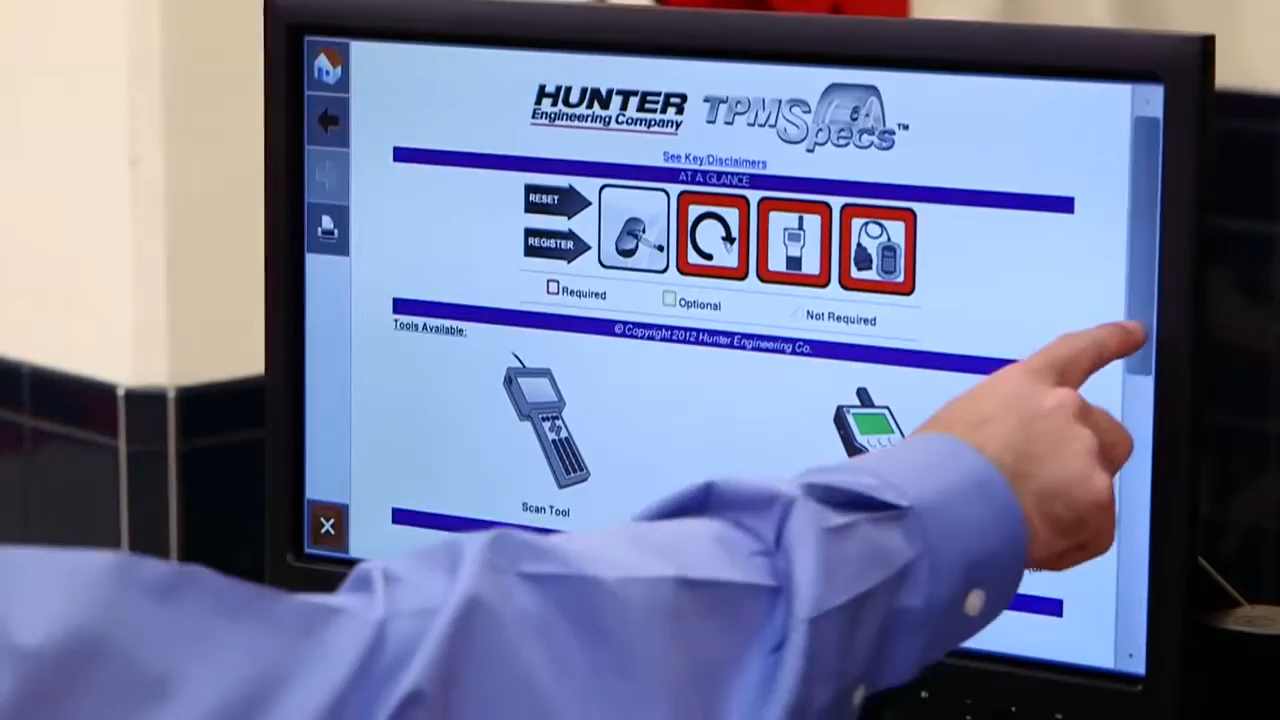 HUNTER
Engineering Company
TPMSpecs™
See Key/Disclaimers
AT A GLANCE
RESET
REGISTER
Required
Optional
Not Required
© Copyright 2012 Hunter Engineering Co.
Tools Available:
Scan Tool